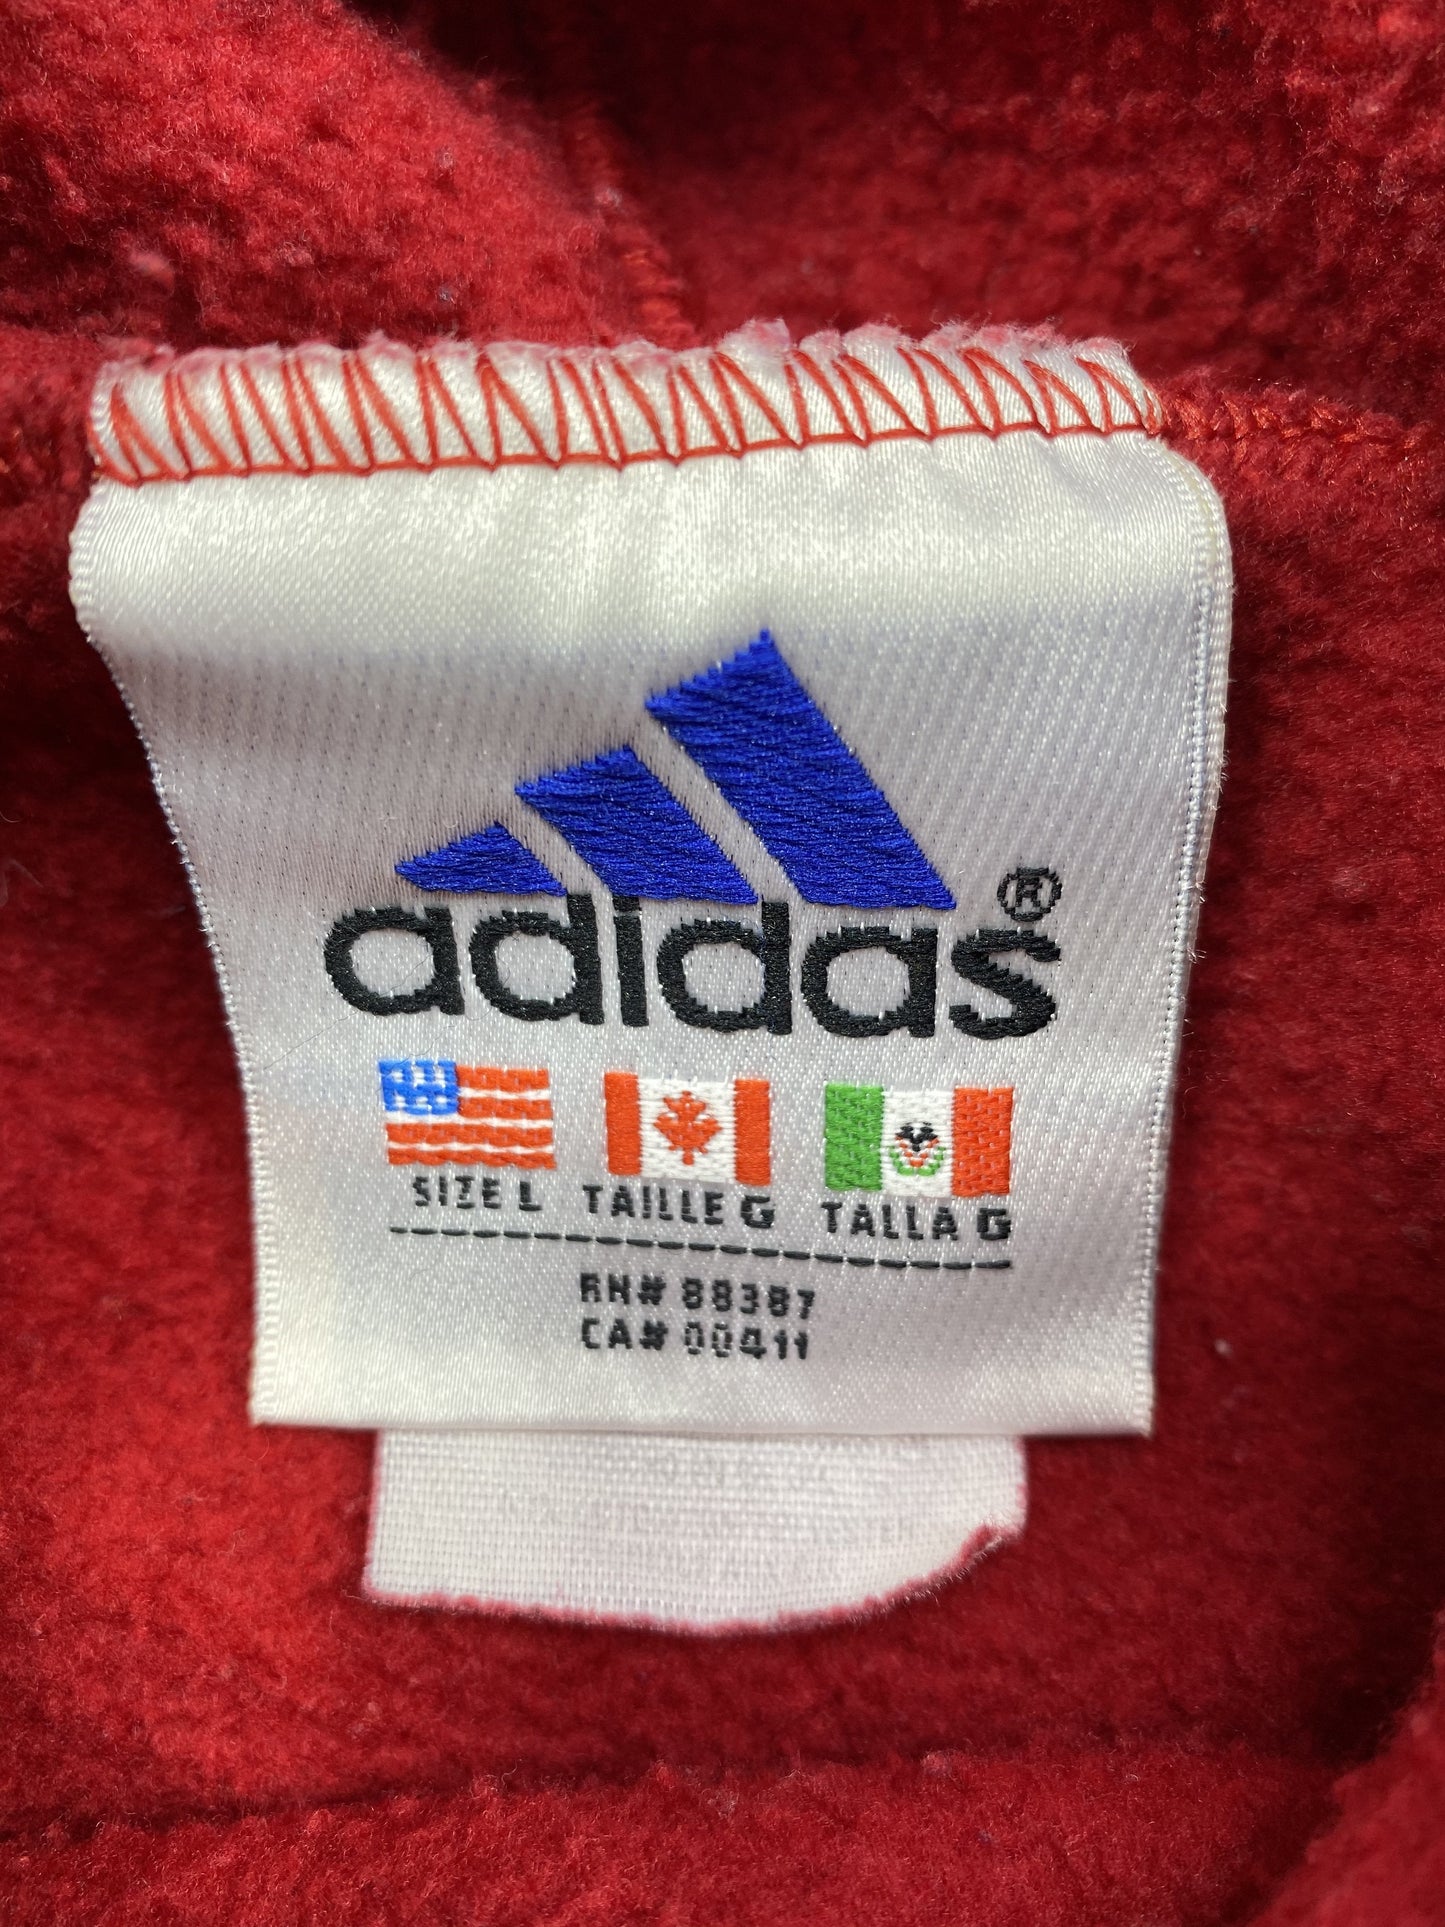 adidas®
SIZE L TAILLE G TALLA G
RN# 88387
CA# 00411